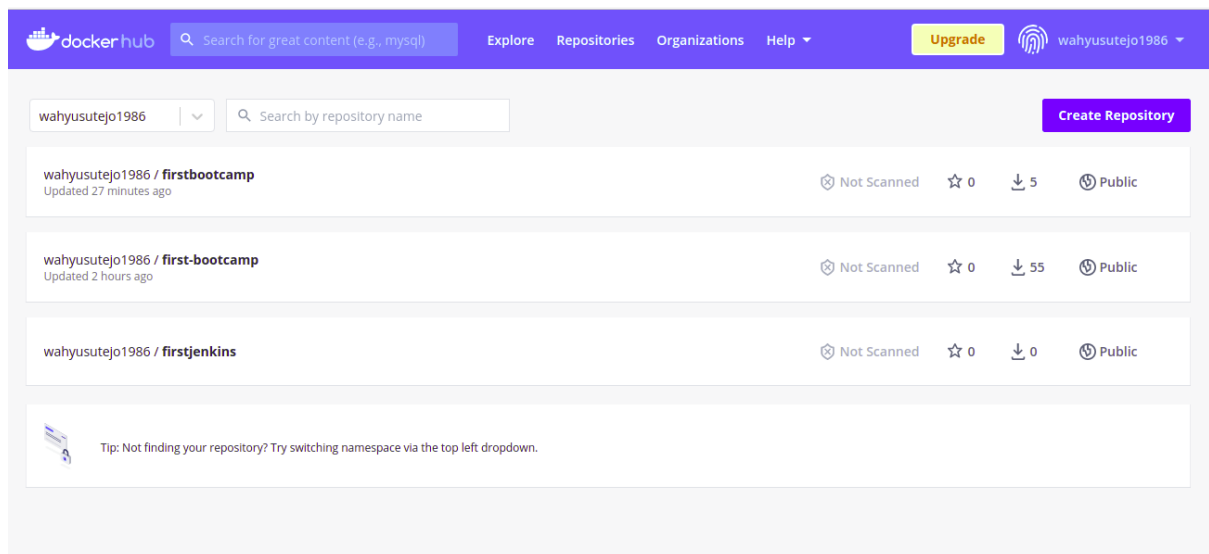 dockerhub Search for great content (e.g., mysql) Explore Repositories Organizations Help Upgrade wahyusutejo1986
wahyusutejo1986 Search by repository name Create Repository
wahyusutejo1986 / firstbootcamp
Updated 27 minutes ago
Not Scanned 0 5 Public
wahyusutejo1986 / first-bootcamp
Updated 2 hours ago
Not Scanned 0 55 Public
wahyusutejo1986 / firstjenkins Not Scanned 0 0 Public
Tip: Not finding your repository? Try switching namespace via the top left dropdown.